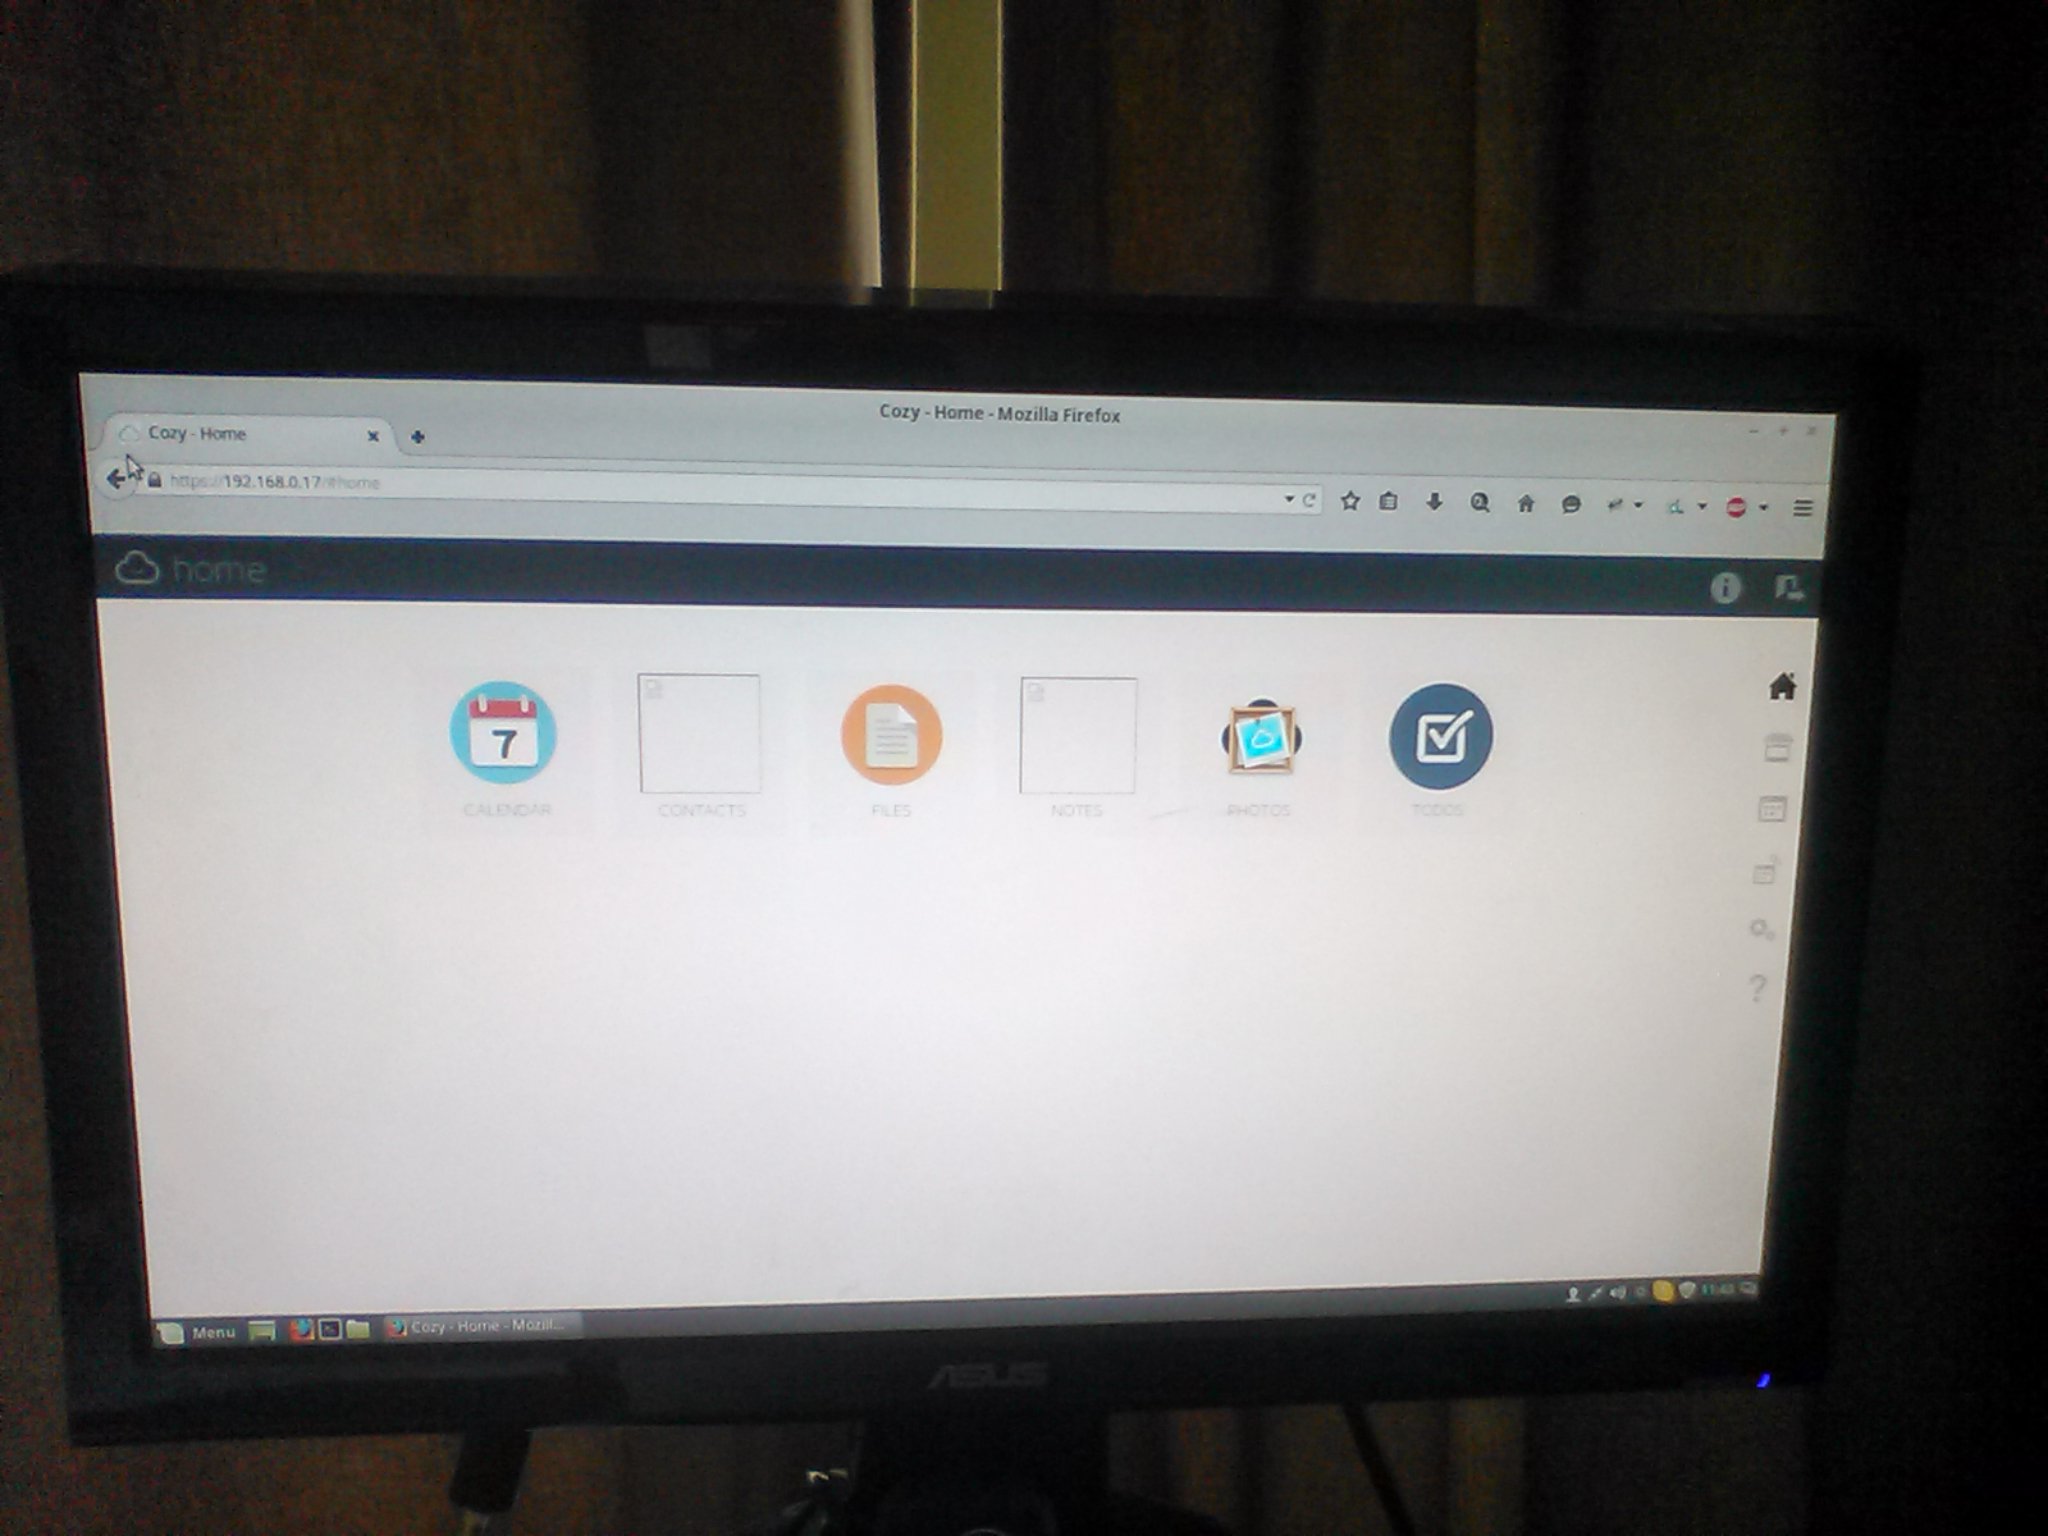 Cozy - Home - Mozilla Firefox
Cozy - Home
https://192.168.0.17/#home
home
7
CALENDAR
CONTACTS
FILES
NOTES
PHOTOS
TODOS
?
Menu
Cozy - Home - Mozill...
ASUS